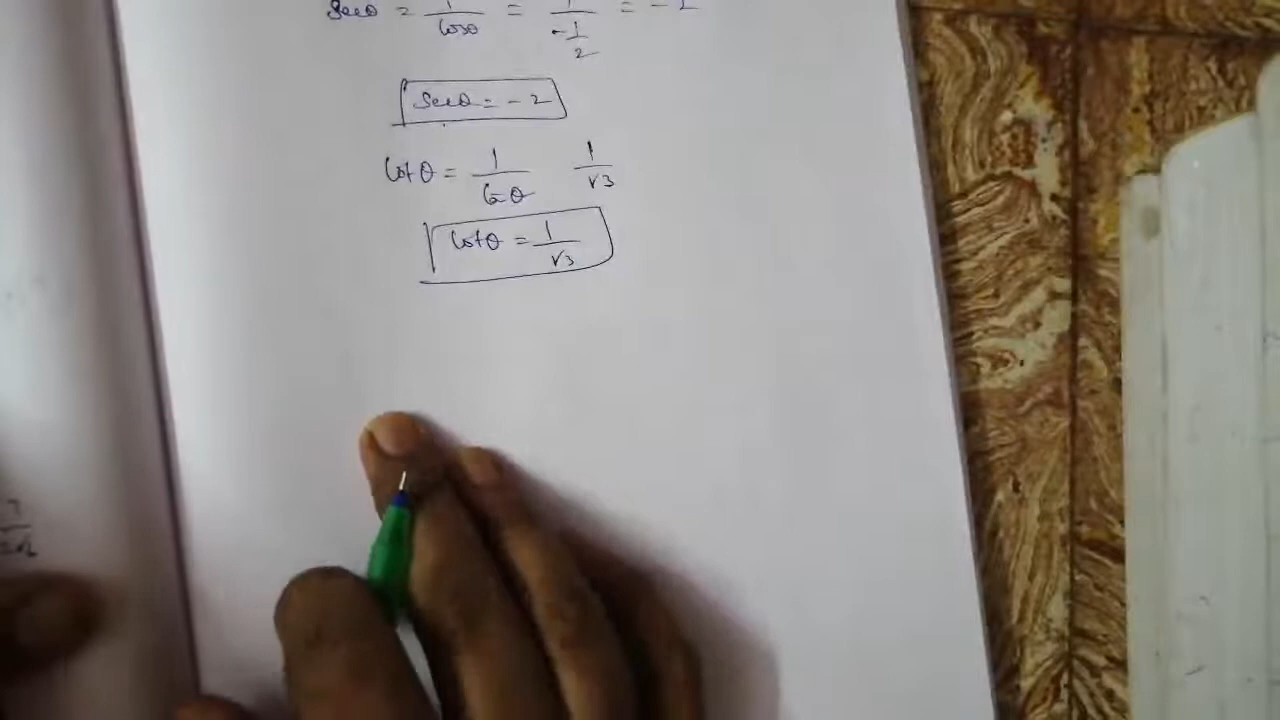 secθ = 1/cosθ = 1/-1/2 = -2
secθ = -2
cotθ = 1/tanθ 1/√3
cotθ = 1/√3